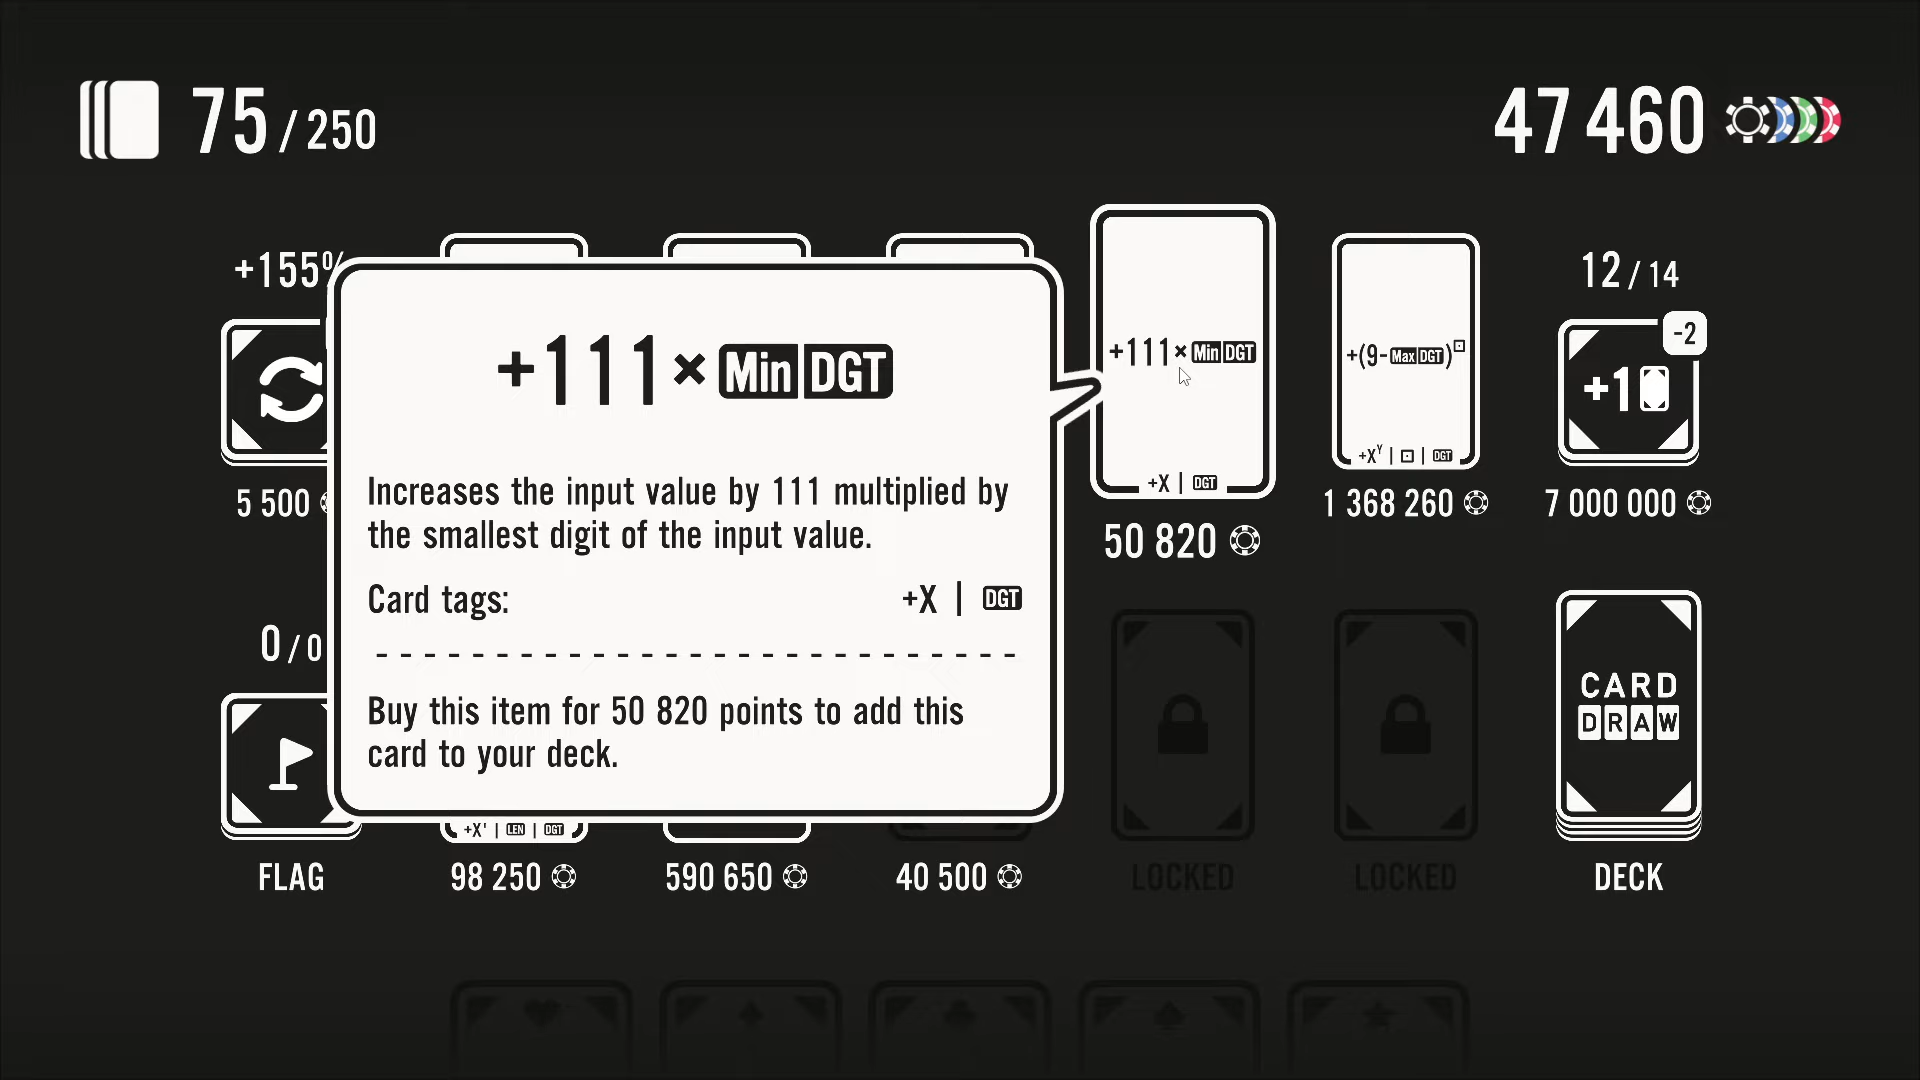 75/250
47 460
+155%
+111×Min DGT
Increases the input value by 111 multiplied by
the smallest digit of the input value.
Card tags: +X | DGT
Buy this item for 50 820 points to add this
card to your deck.
5 500
+111×Min DGT
+X | DGT
50 820
+(9-Max DGT)
+Xʸ | DGT
1 368 260
12/14
-2
+1
7 000 000
0/0
FLAG
+X' | LEN | DGT
98 250
590 650
40 500
LOCKED
LOCKED
CARD
DRAW
DECK